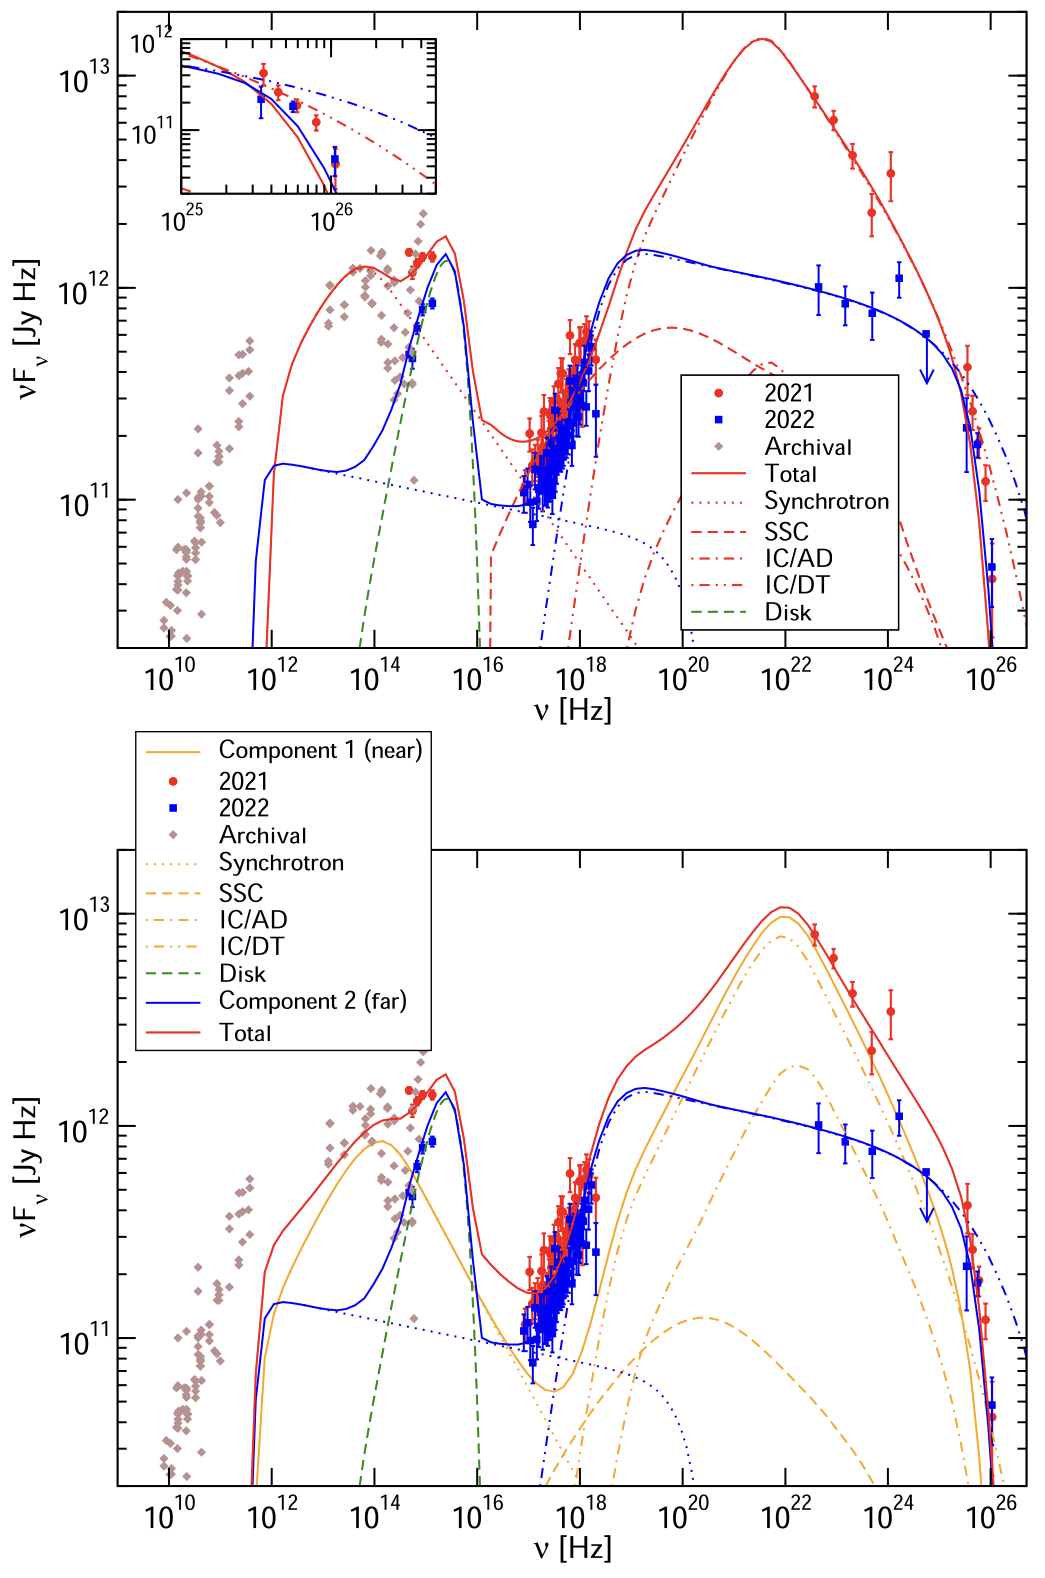 10^12
10^11
10^25
10^26
10^13
10^12
10^11
νF_ν [Jy Hz]
2021
2022
Archival
Total
Synchrotron
SSC
IC/AD
IC/DT
Disk
10^10
10^12
10^14
10^16
10^18
10^20
10^22
10^24
10^26
ν [Hz]
Component 1 (near)
2021
2022
Archival
Synchrotron
SSC
IC/AD
IC/DT
Disk
Component 2 (far)
Total
10^13
10^12
10^11
νF_ν [Jy Hz]
10^10
10^12
10^14
10^16
10^18
10^20
10^22
10^24
10^26
ν [Hz]